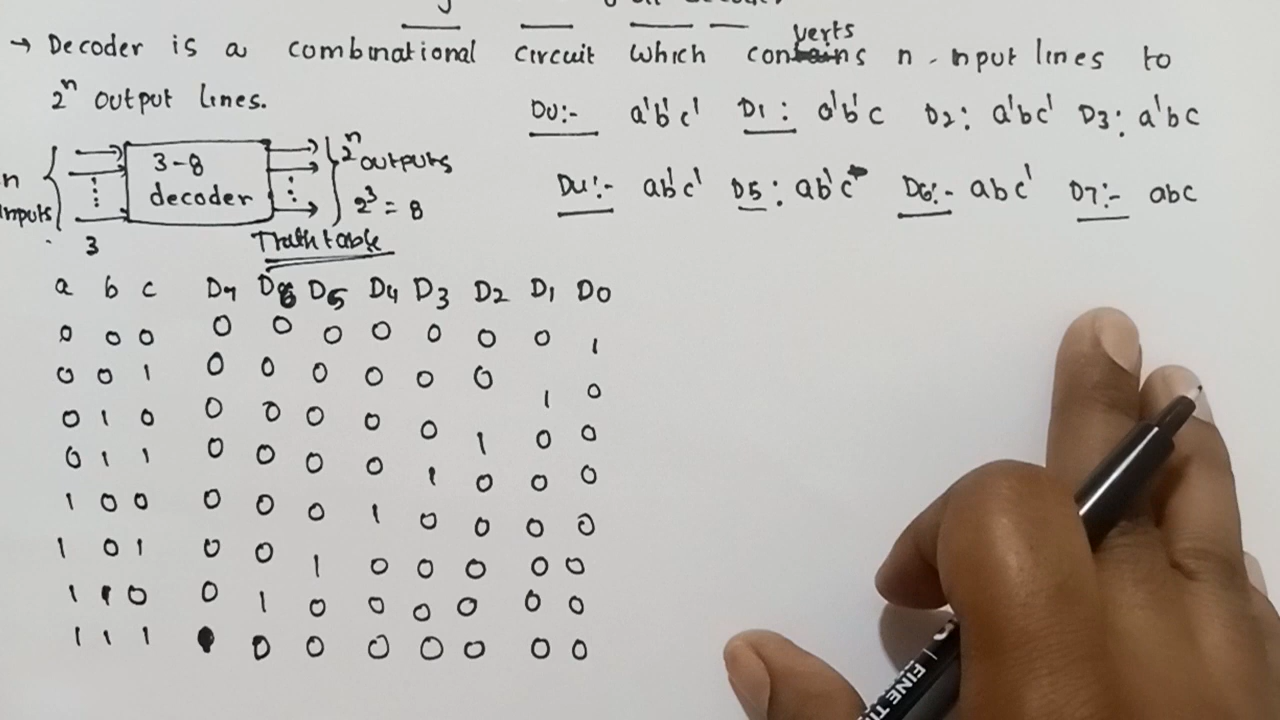 → Decoder is a combinational circuit which converts n-input lines to
2ⁿ output lines.
D0:- a'b'c' D1: a'b'c D2: a'bc' D3: a'bc
D4:- ab'c' D5: ab'c D6:- abc' D7:- abc
n inputs
3-8 decoder
2ⁿ outputs
2³ = 8
3
Truth table
a b c D7 D6 D5 D4 D3 D2 D1 D0
0 0 0 0 0 0 0 0 0 0 1
0 0 1 0 0 0 0 0 0 1 0
0 1 0 0 0 0 0 0 1 0 0
0 1 1 0 0 0 0 1 0 0 0
1 0 0 0 0 0 1 0 0 0 0
1 0 1 0 0 1 0 0 0 0 0
1 1 0 0 1 0 0 0 0 0 0
1 1 1 1 0 0 0 0 0 0 0
FINE TI